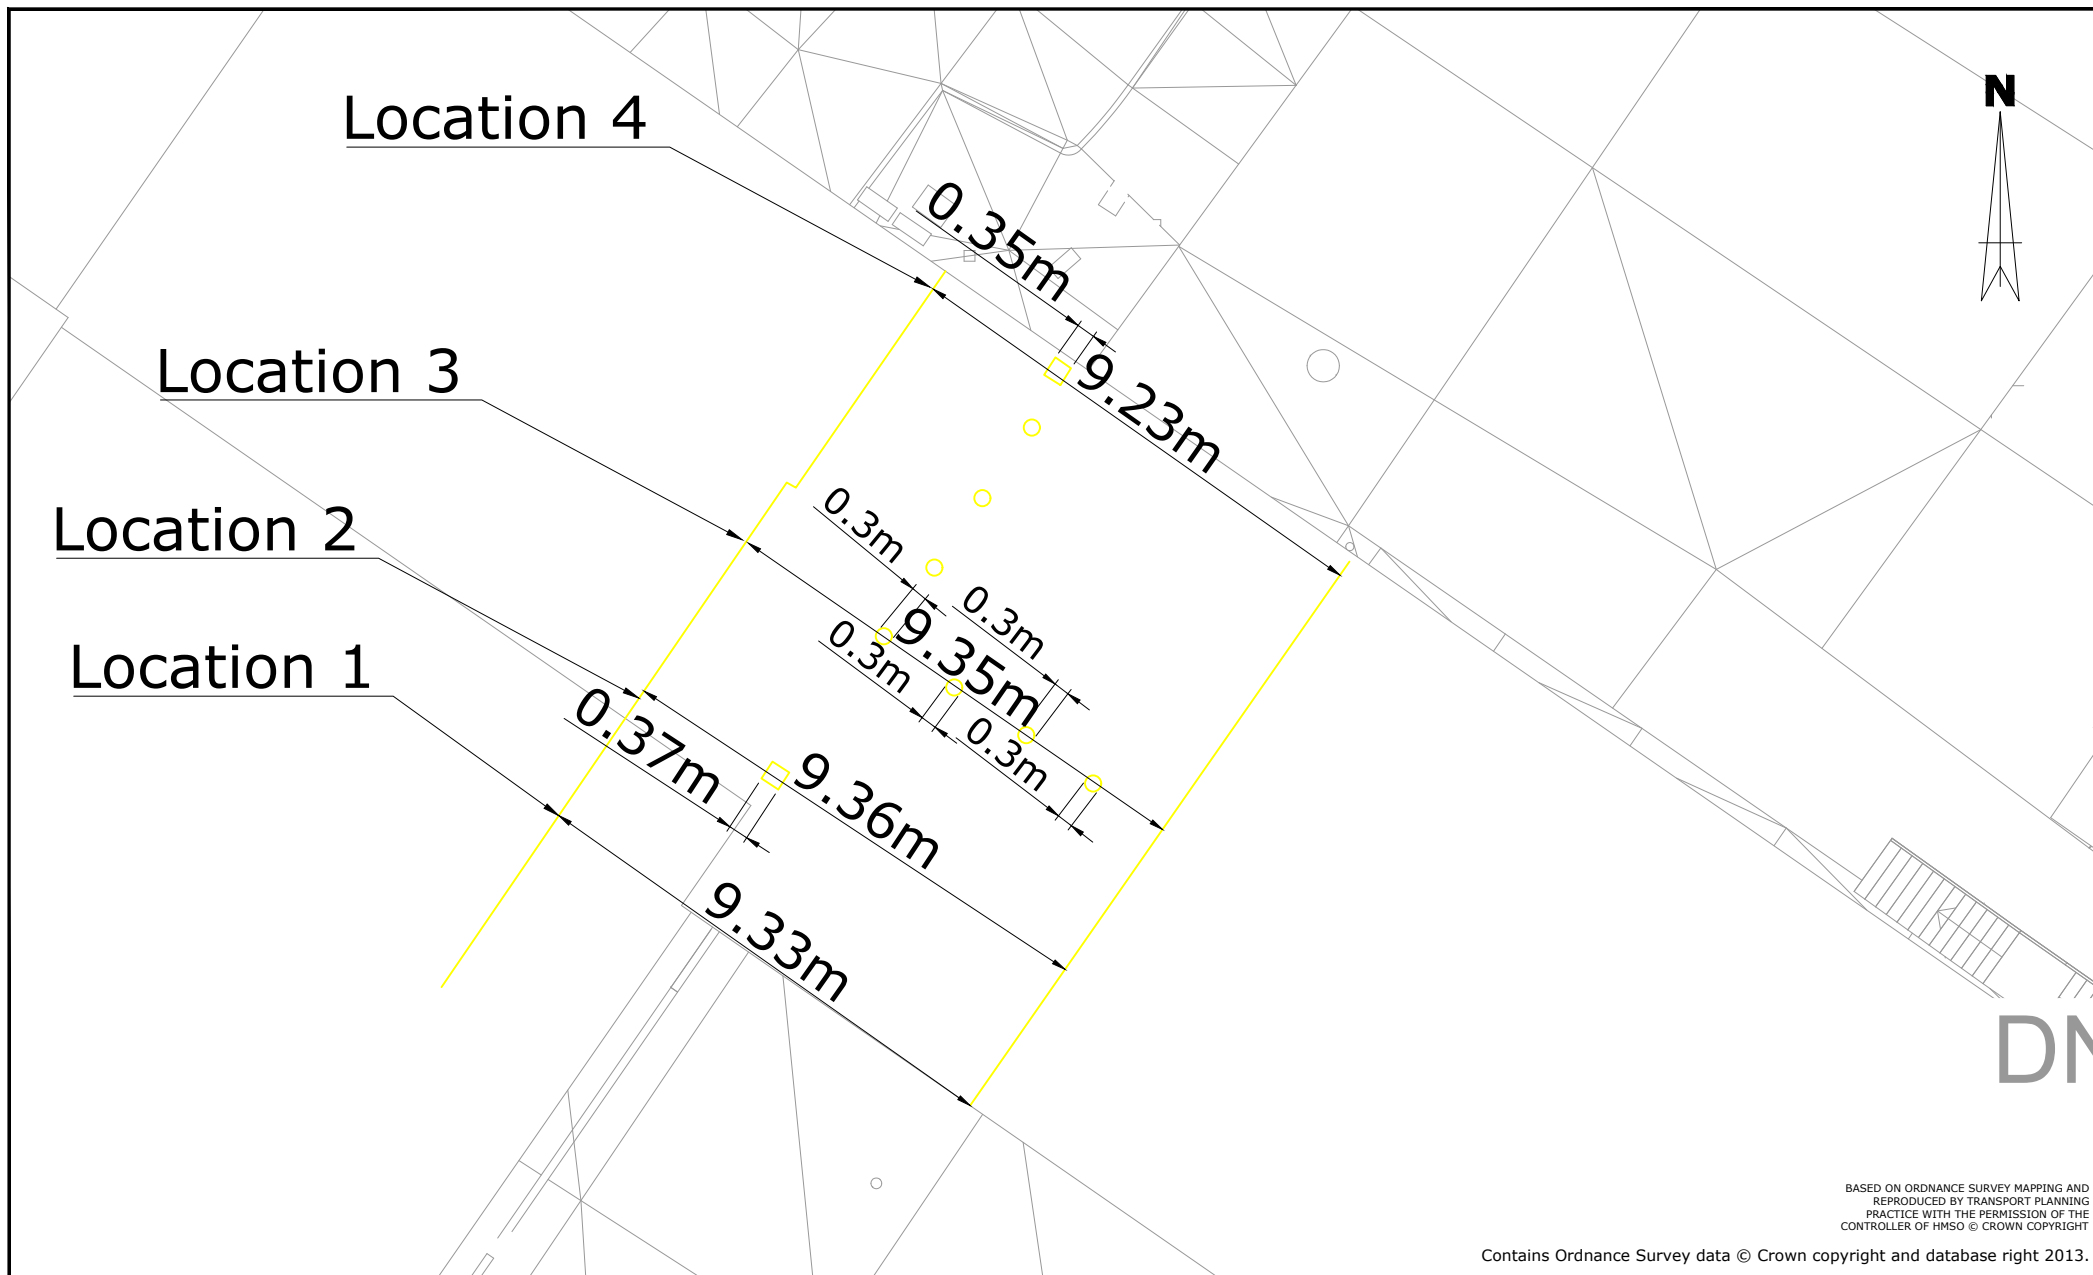 N
Location 4
0.35m
9.23m
Location 3
0.3m
0.3m
9.35m
0.3m
0.3m
Location 2
0.37m
9.36m
Location 1
9.33m
DN
BASED ON ORDNANCE SURVEY MAPPING AND
REPRODUCED BY TRANSPORT PLANNING
PRACTICE WITH THE PERMISSION OF THE
CONTROLLER OF HMSO © CROWN COPYRIGHT
Contains Ordnance Survey data © Crown copyright and database right 2013.